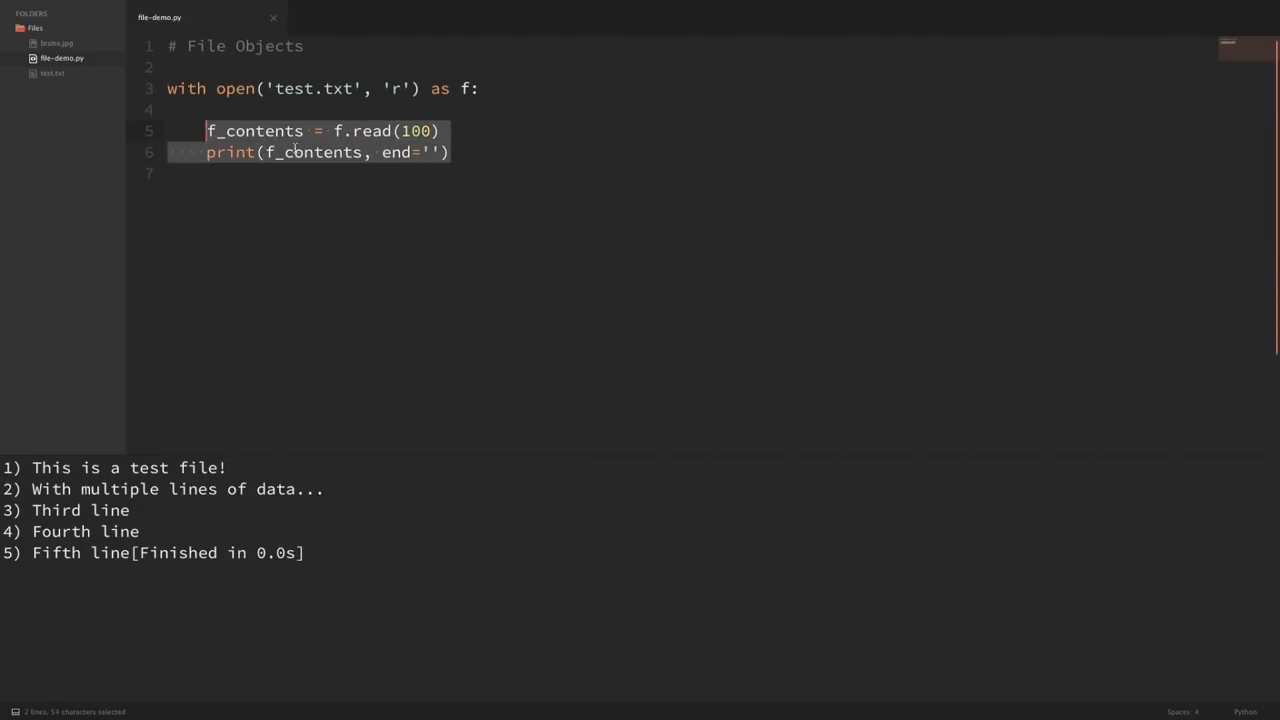 FOLDERS
Files
bronx.jpg
file-demo.py
test.txt
file-demo.py
1 # File Objects
2
3 with open('test.txt', 'r') as f:
4
5 f_contents = f.read(100)
6 print(f_contents, end='')
7
1) This is a test file!
2) With multiple lines of data...
3) Third line
4) Fourth line
5) Fifth line[Finished in 0.0s]
2 lines, 54 characters selected
Spaces: 4
Python